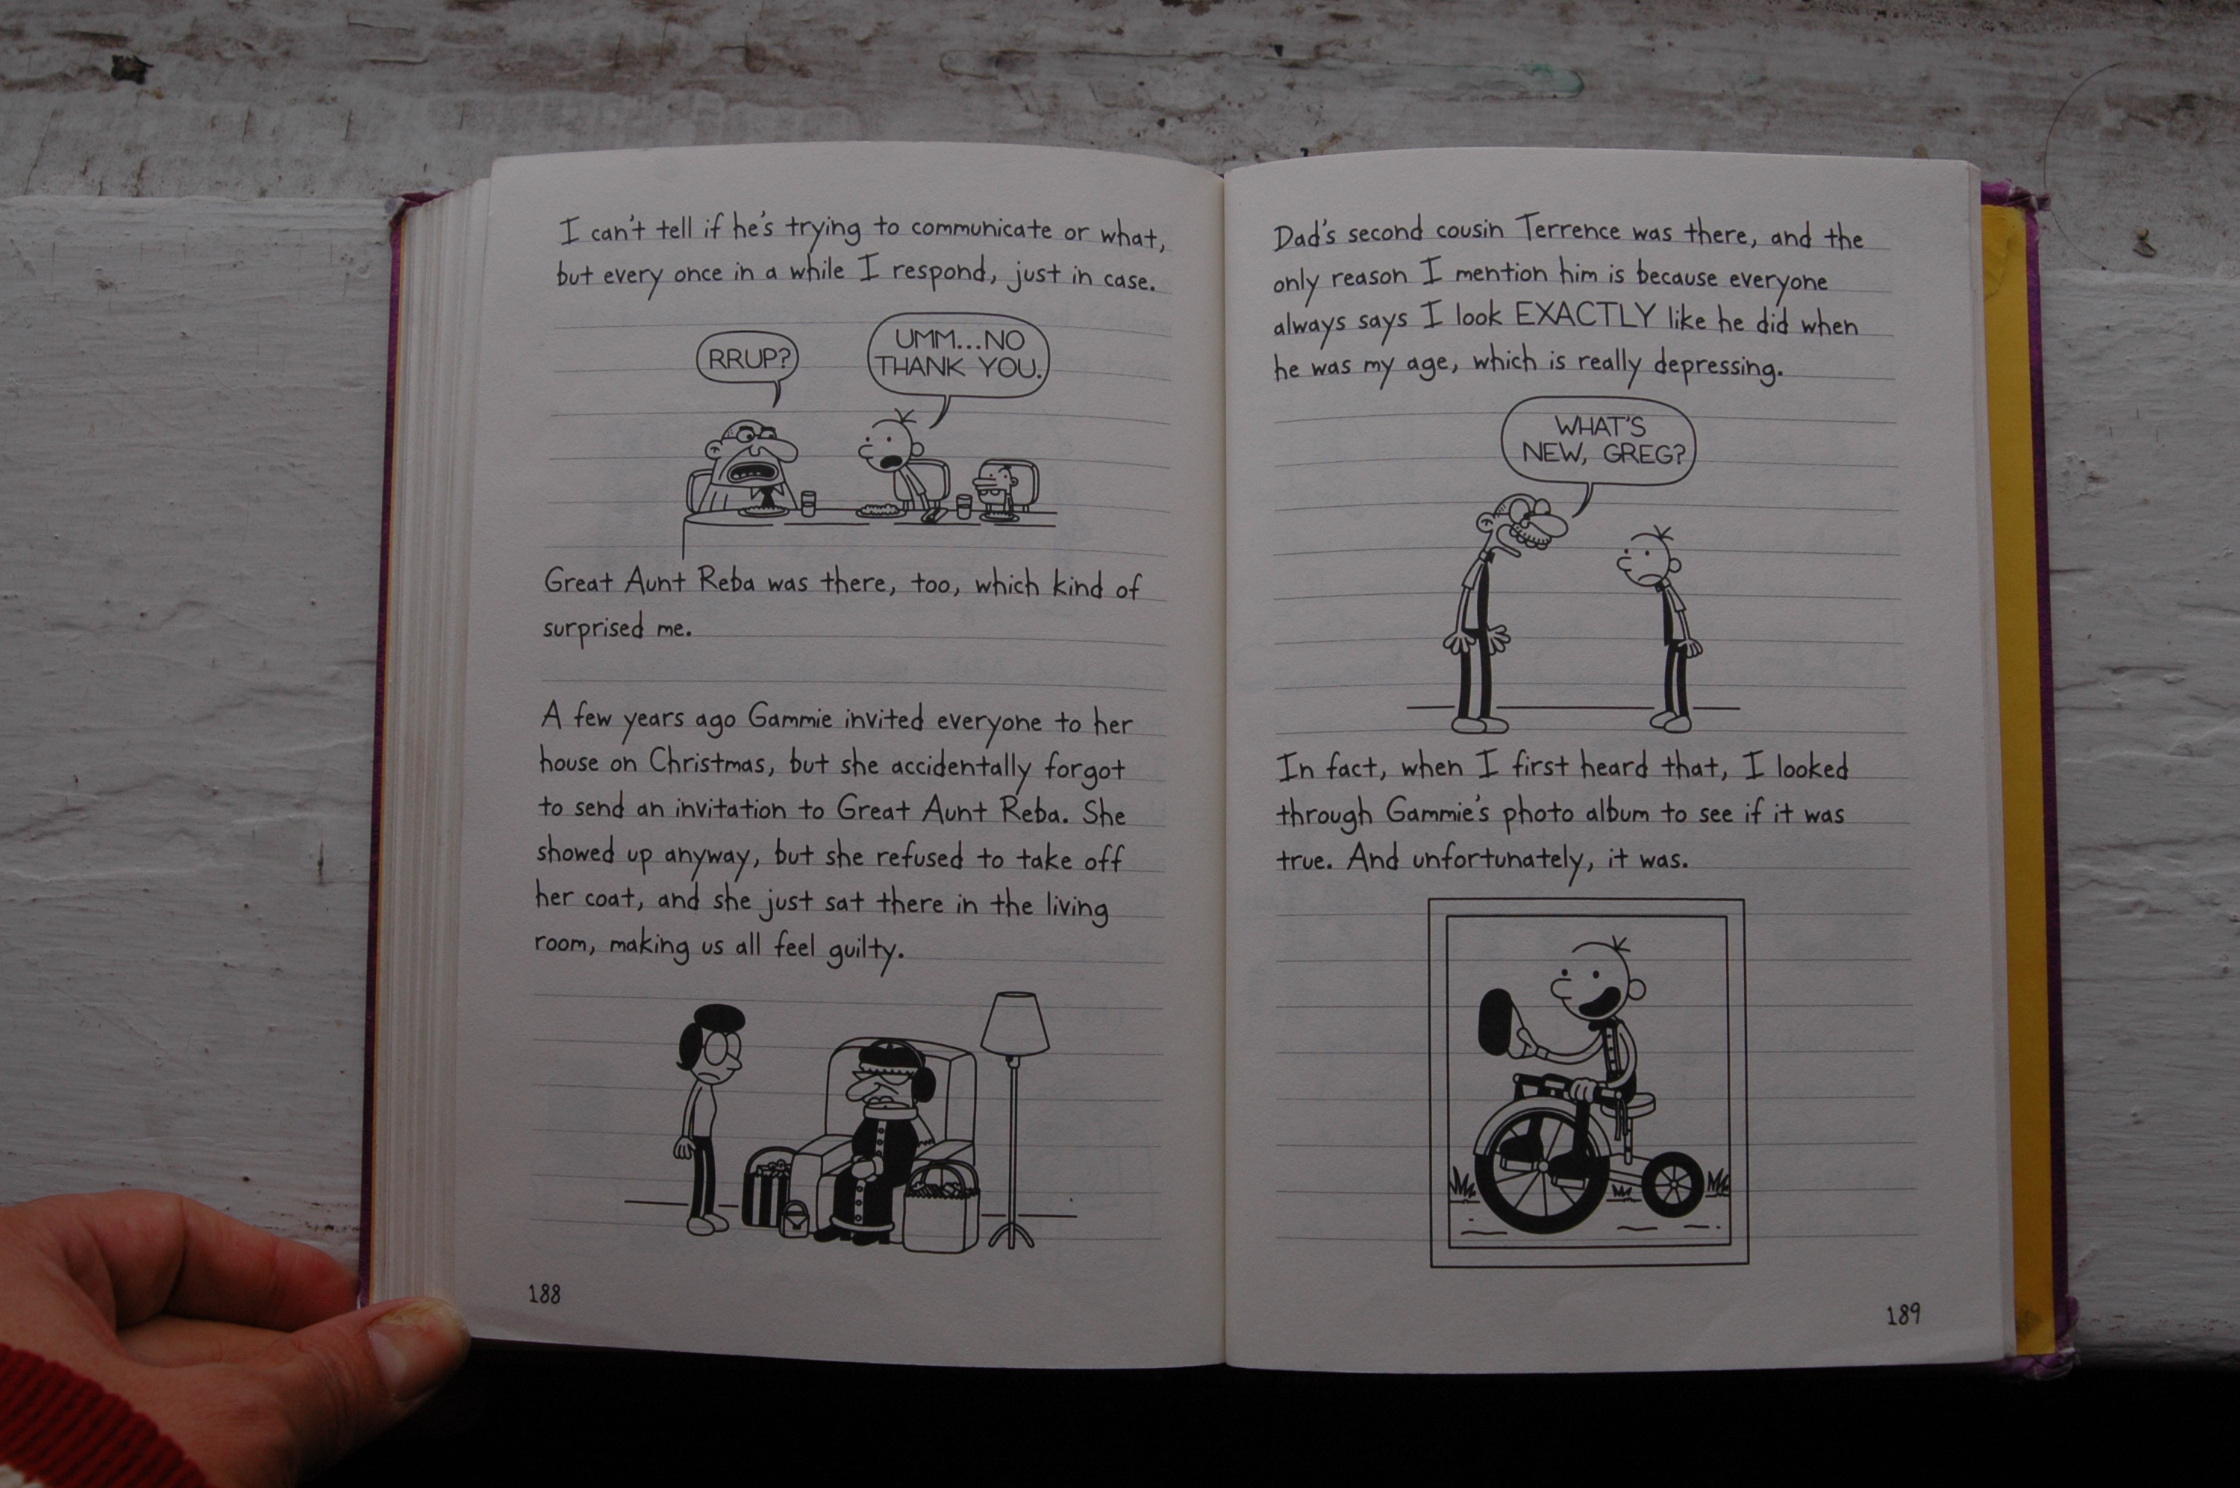 I can't tell if he's trying to communicate or what,
but every once in a while I respond, just in case.
RRUP?
UMM...NO
THANK YOU.
Great Aunt Reba was there, too, which kind of
surprised me.
A few years ago Gammie invited everyone to her
house on Christmas, but she accidentally forgot
to send an invitation to Great Aunt Reba. She
showed up anyway, but she refused to take off
her coat, and she just sat there in the living
room, making us all feel guilty.
188
Dad's second cousin Terrence was there, and the
only reason I mention him is because everyone
always says I look EXACTLY like he did when
he was my age, which is really depressing.
WHAT'S
NEW, GREG?
In fact, when I first heard that, I looked
through Gammie's photo album to see if it was
true. And unfortunately, it was.
189